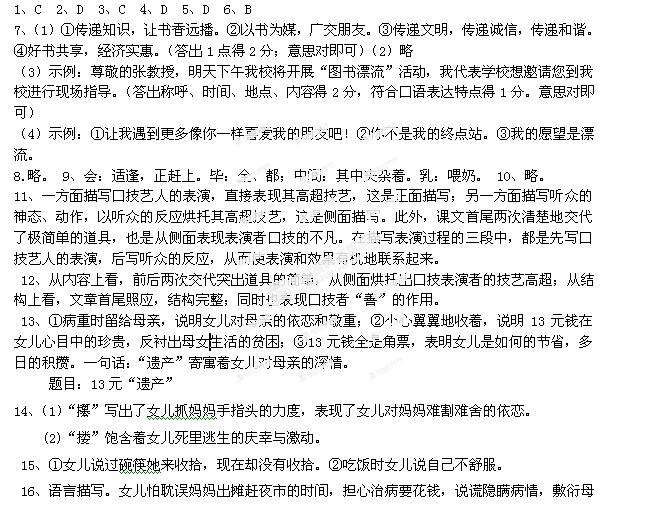 1、C  2、D  3、C  4、D  5、D  6、B
7、(1)①传递知识，让书香远播。②以书为媒，广交朋友。③传递文明，传递诚信，传递和谐。
④好书共享，经济实惠。（答出 1 点得 2 分；意思对即可）（2）略
（3）示例：尊敬的张教授，明天下午我校将开展“图书漂流”活动，我代表学校想邀请您到我
校进行现场指导。（答出称呼、时间、地点、内容得 2 分，符合口语表达特点得 1 分。意思对即
可）
（4）示例：①让我遇到更多像你一样喜爱我的朋友吧！②你不是我的终点站。③我的愿望是漂
流。
8.略。 9、会：适逢，正赶上。毕：全、都；中间：其中夹杂着。乳：喂奶。 10、略。
11、一方面描写口技艺人的表演，直接表现其高超技艺，这是正面描写；另一方面描写听众的
神态、动作，以听众的反应烘托其高超技艺，这是侧面描写。此外，课文首尾两次清楚地交代
了极简单的道具，也是从侧面表现表演者口技的不凡。在描写表演过程的三段中，都是先写口
技艺人的表演，后写听众的反应，从而使表演和效果有机地联系起来。
12、从内容上看，前后两次交代突出道具的简单，从侧面烘托出口技表演者的技艺高超；从结
构上看，文章首尾照应，结构完整；同时也表现口技者“善”的作用。
13、①病重时留给母亲，说明女儿对母亲的依恋和敬重；②小心翼翼地收着，说明 13 元钱在
女儿心目中的珍贵，反衬出母女生活的贫困；③13 元钱全是角票，表明女儿是如何的节省，多
日的积攒。一句话：“遗产”寄寓着女儿对母亲的深情。
题目：13 元“遗产”
14、(1)“攥”写出了女儿抓妈妈手指头的力度，表现了女儿对妈妈难割难舍的依恋。
(2)“搂”饱含着女儿死里逃生的庆幸与激动。
15、①女儿说过碗筷她来收拾，现在却没有收拾。②吃饭时女儿说自己不舒服。
16、语言描写。女儿怕耽误妈妈出摊赶夜市的时间，担心治病要花钱，说谎隐瞒病情，敷衍母